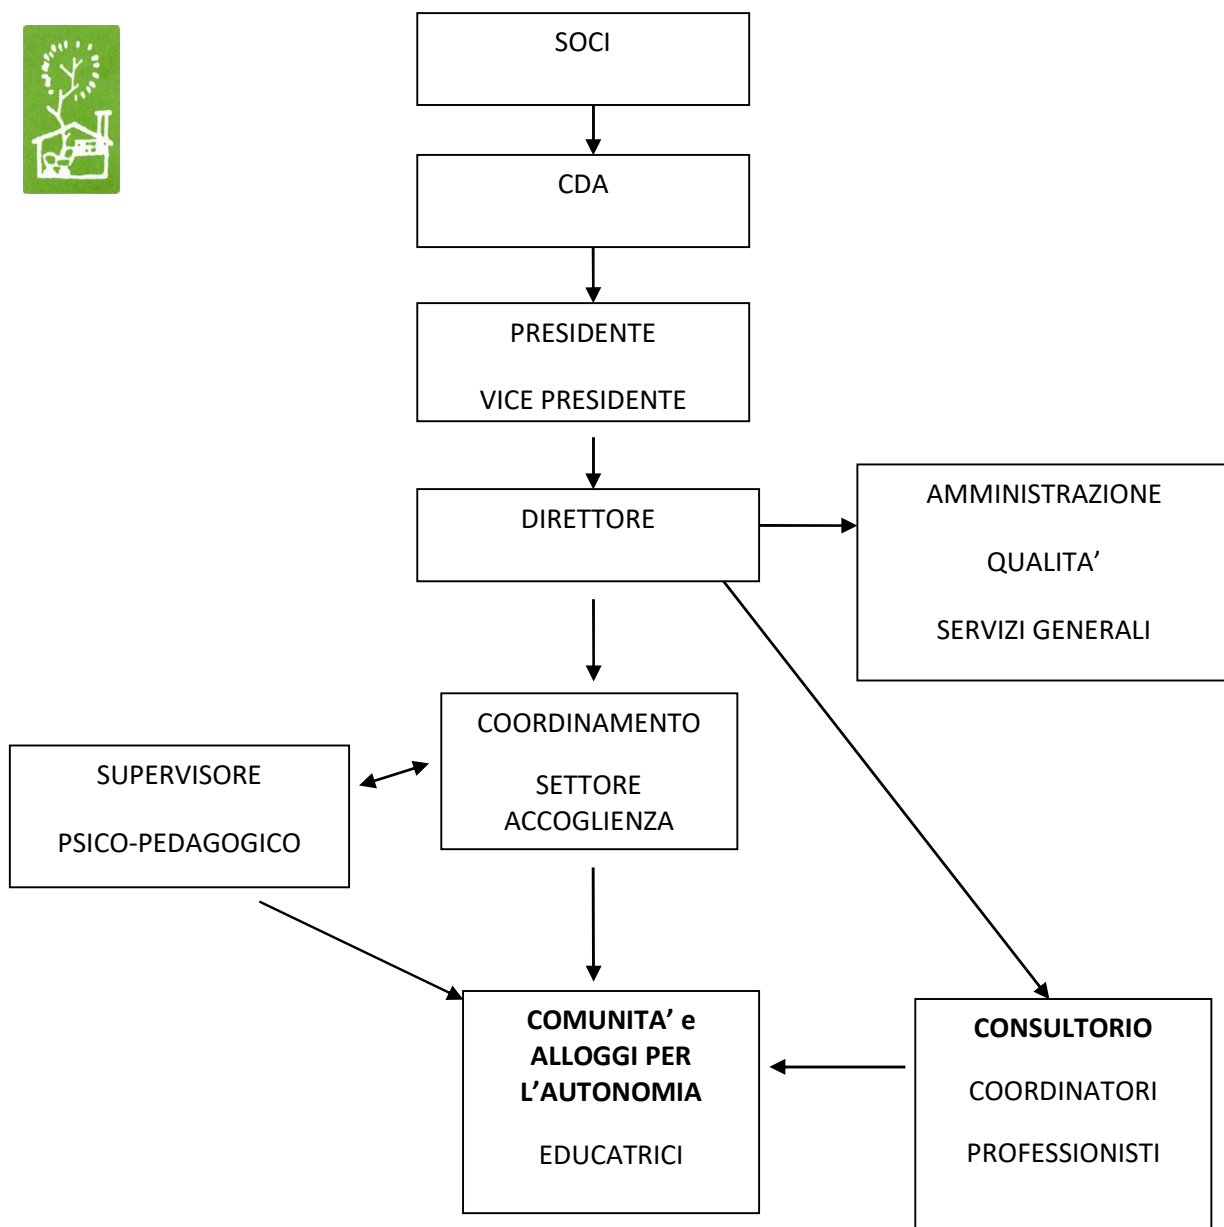 SOCI
CDA
PRESIDENTE
VICE PRESIDENTE
DIRETTORE
AMMINISTRAZIONE
QUALITA’
SERVIZI GENERALI
COORDINAMENTO
SETTORE
ACCOGLIENZA
SUPERVISORE
PSICO-PEDAGOGICO
COMUNITA’ e
ALLOGGI PER
L’AUTONOMIA
EDUCATRICI
CONSULTORIO
COORDINATORI
PROFESSIONISTI